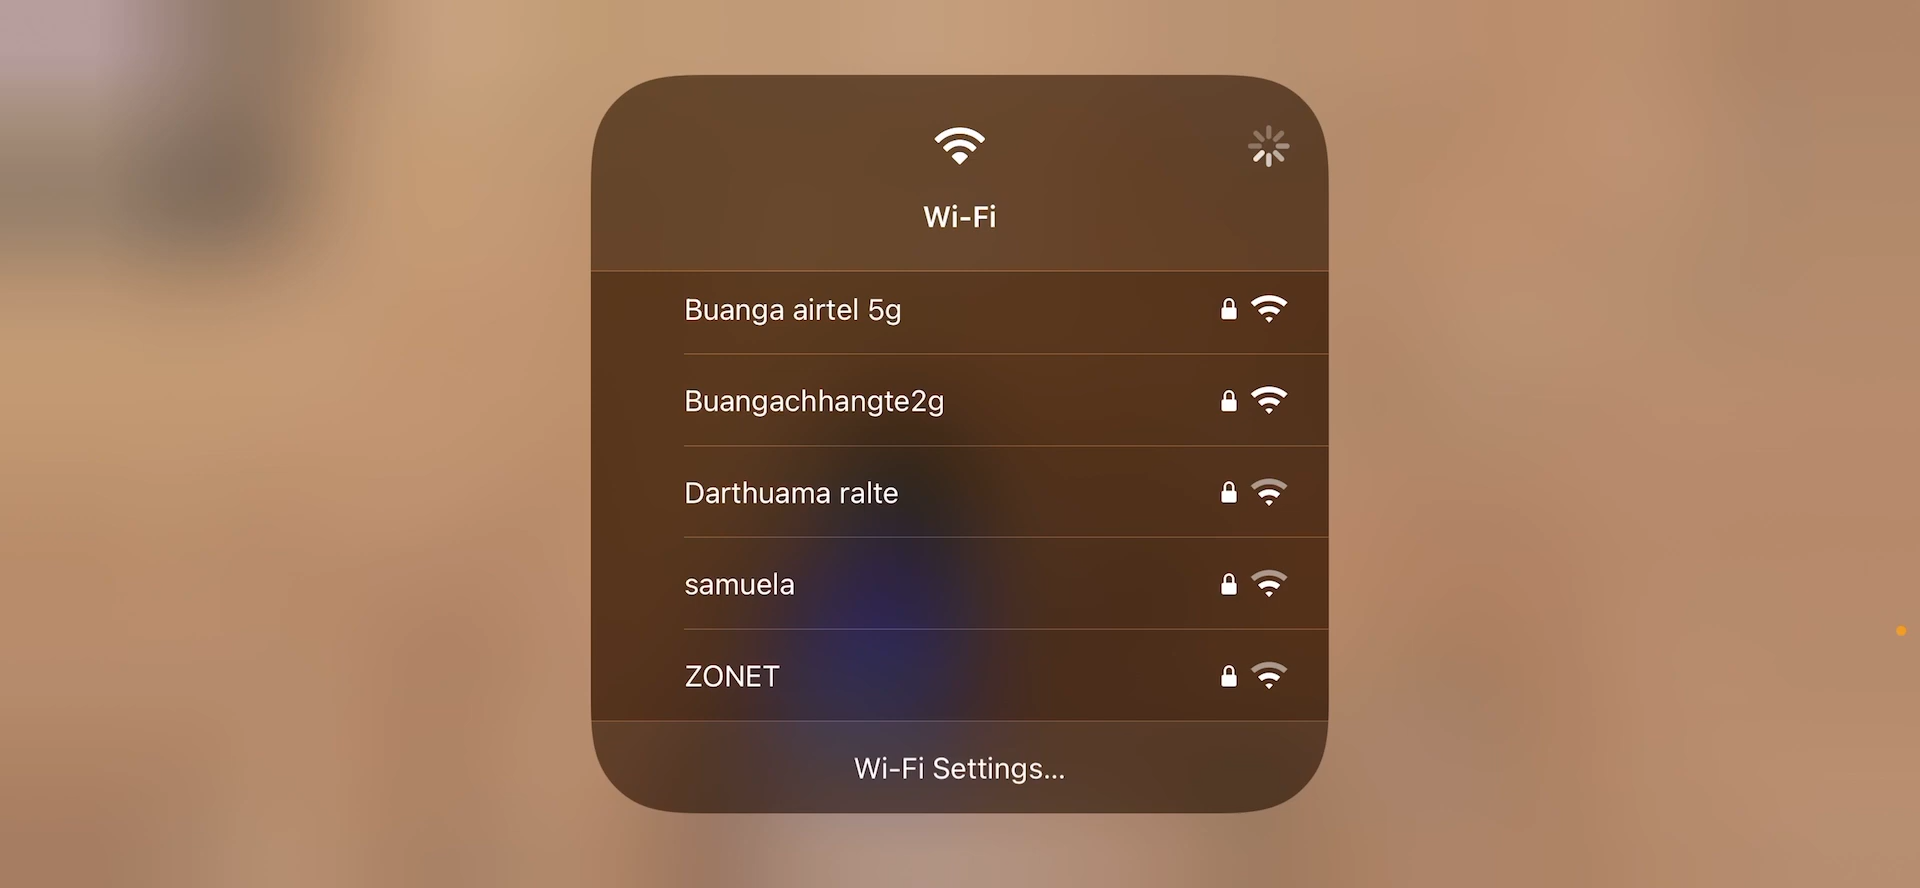 Wi-Fi
Buanga airtel 5g
Buangachhangte2g
Darthuama ralte
samuela
ZONET
Wi-Fi Settings...